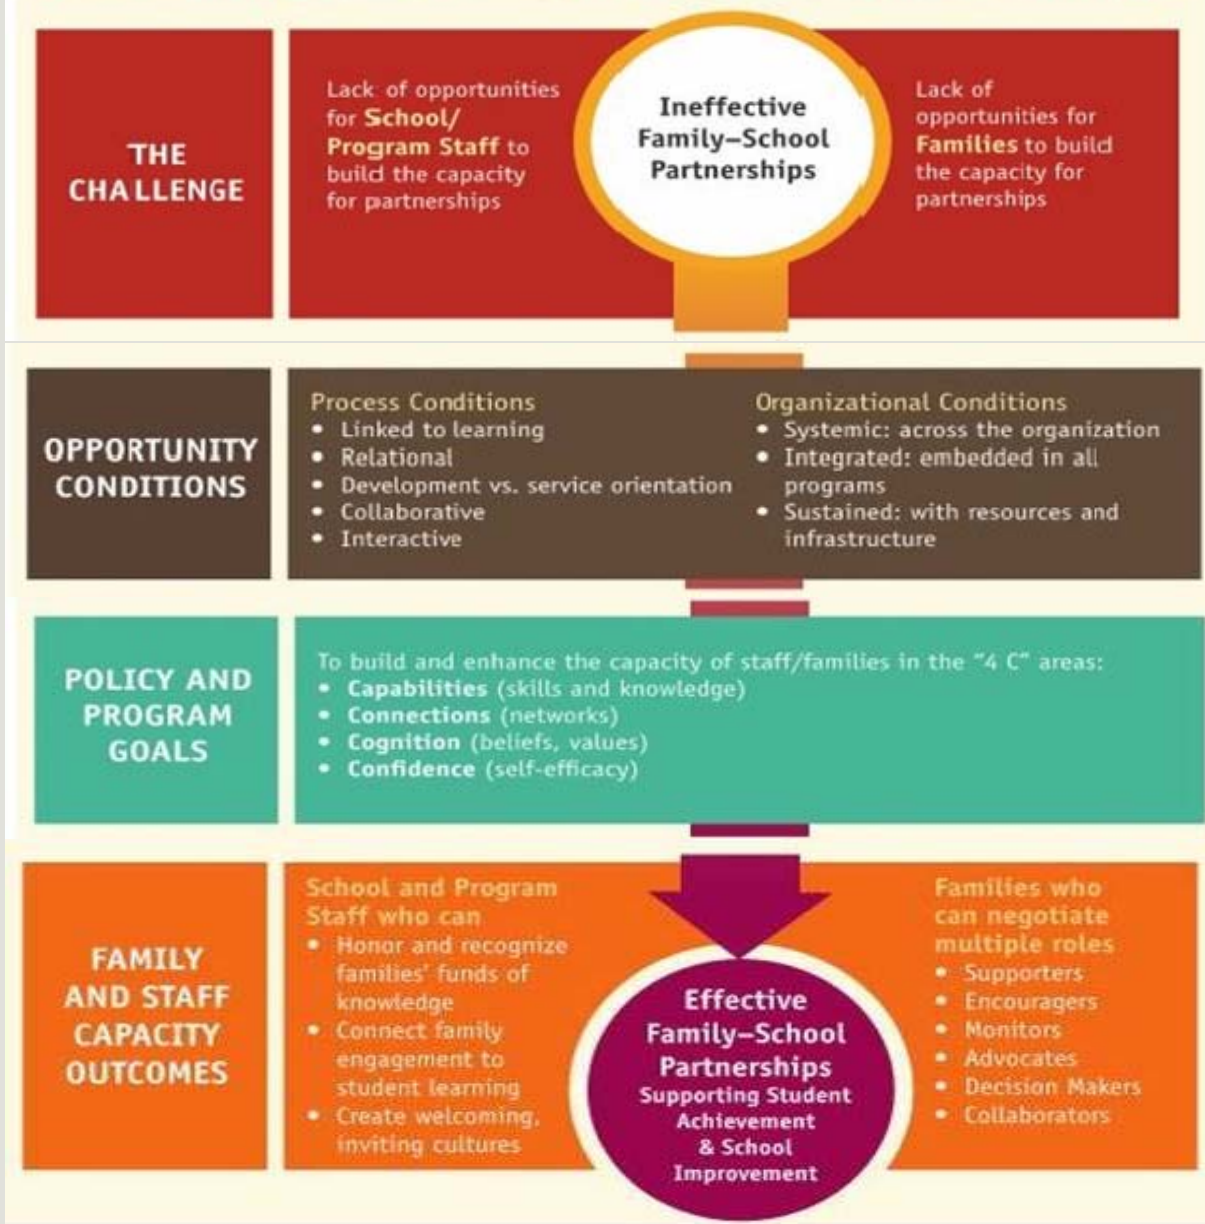 THE
CHALLENGE
Lack of opportunities
for School/
Program Staff to
build the capacity
for partnerships
Ineffective
Family–School
Partnerships
Lack of
opportunities for
Families to build
the capacity for
partnerships
OPPORTUNITY
CONDITIONS
Process Conditions
• Linked to learning
• Relational
• Development vs. service orientation
• Collaborative
• Interactive
Organizational Conditions
• Systemic: across the organization
• Integrated: embedded in all
programs
• Sustained: with resources and
infrastructure
POLICY AND
PROGRAM
GOALS
To build and enhance the capacity of staff/families in the "4 C" areas:
• Capabilities (skills and knowledge)
• Connections (networks)
• Cognition (beliefs, values)
• Confidence (self-efficacy)
FAMILY
AND STAFF
CAPACITY
OUTCOMES
School and Program
Staff who can
• Honor and recognize
families' funds of
knowledge
• Connect family
engagement to
student learning
• Create welcoming,
inviting cultures
Effective
Family–School
Partnerships
Supporting Student
Achievement
& School
Improvement
Families who
can negotiate
multiple roles
• Supporters
• Encouragers
• Monitors
• Advocates
• Decision Makers
• Collaborators